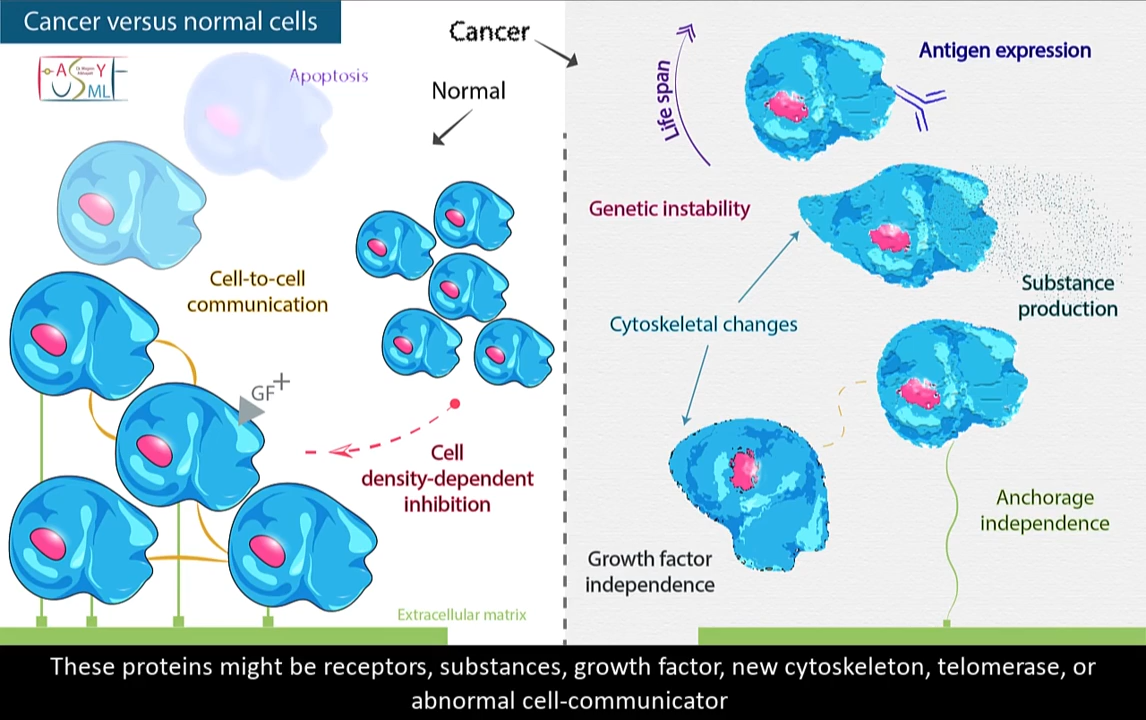 Cancer versus normal cells
Apoptosis
Cancer
Normal
Cell-to-cell
communication
GF+
Cell
density-dependent
inhibition
Extracellular matrix
Life span
Antigen expression
Genetic instability
Substance
production
Cytoskeletal changes
Anchorage
independence
Growth factor
independence
These proteins might be receptors, substances, growth factor, new cytoskeleton, telomerase, or
abnormal cell-communicator